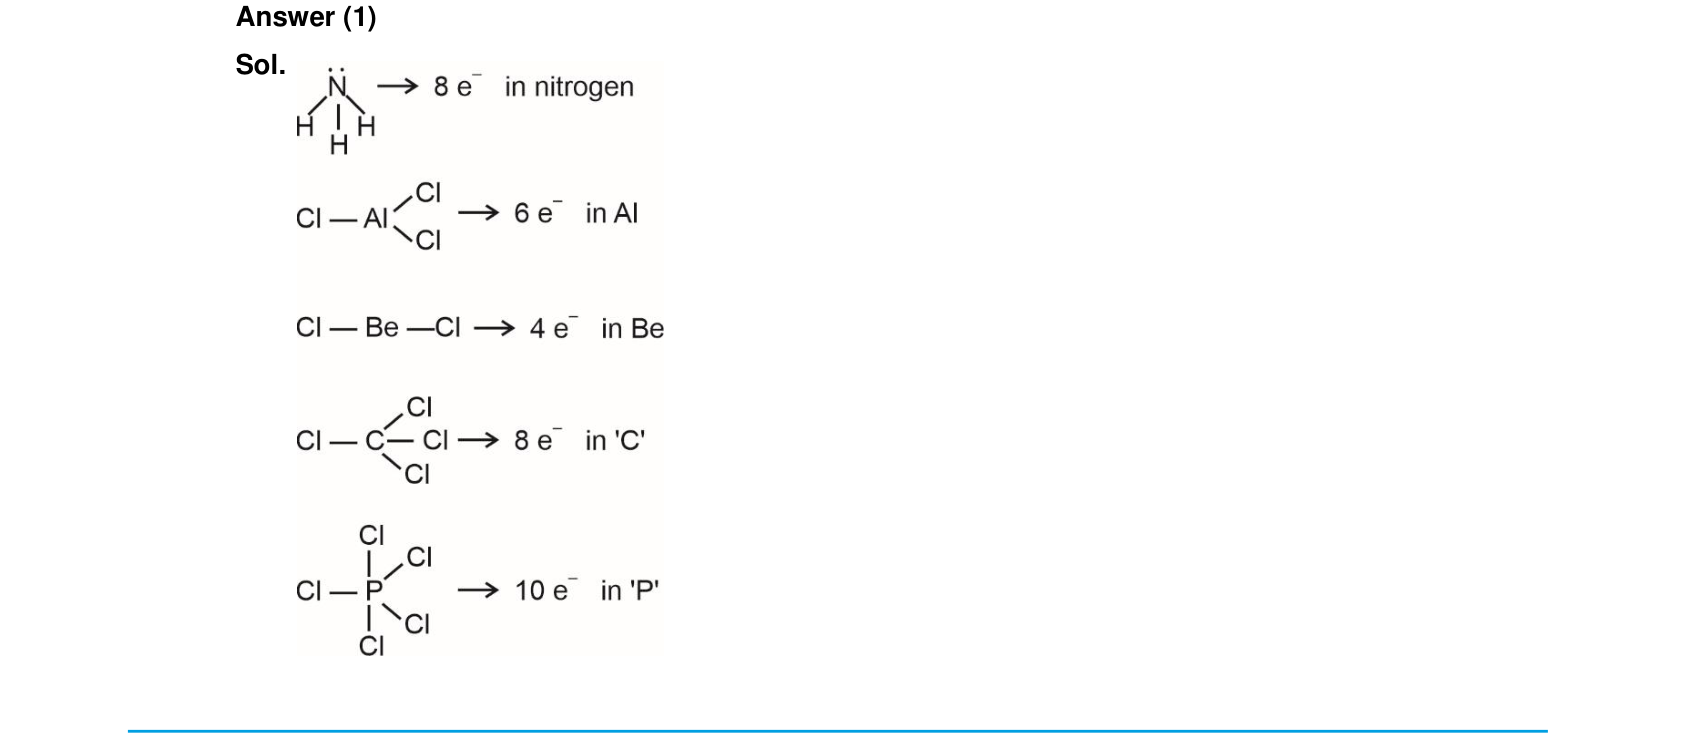 Answer (1)
Sol.
N̈ → 8 e⁻ in nitrogen
H H
H
Cl
Cl — Al → 6 e⁻ in Al
Cl
Cl — Be — Cl → 4 e⁻ in Be
Cl
Cl — C — Cl → 8 e⁻ in 'C'
Cl
Cl
Cl
Cl — P → 10 e⁻ in 'P'
Cl
Cl